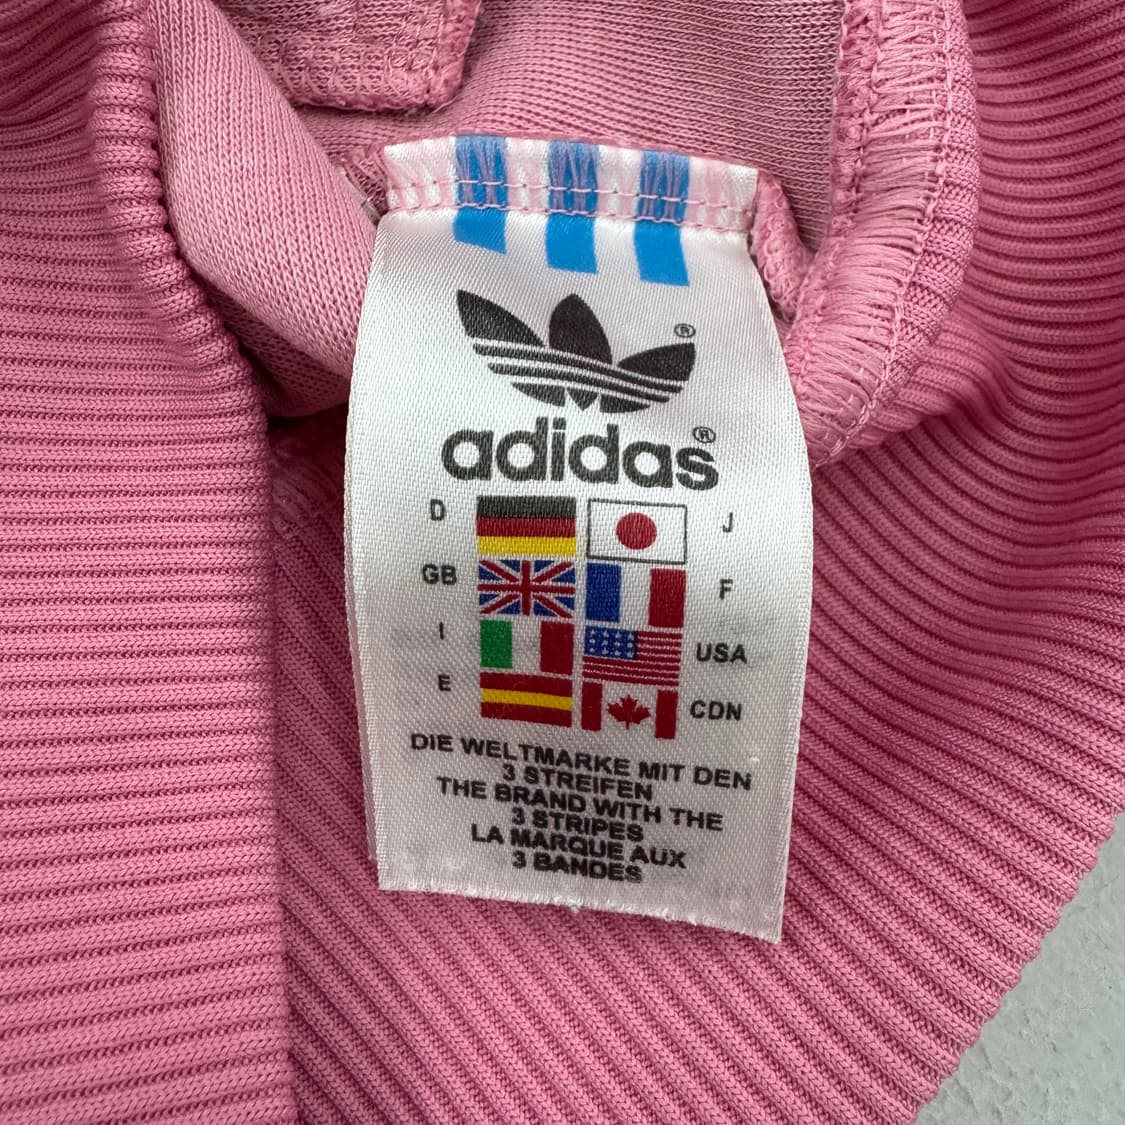 ®
adidas®
D J
GB F
I USA
E CDN
DIE WELTMARKE MIT DEN
3 STREIFEN
THE BRAND WITH THE
3 STRIPES
LA MARQUE AUX
3 BANDES